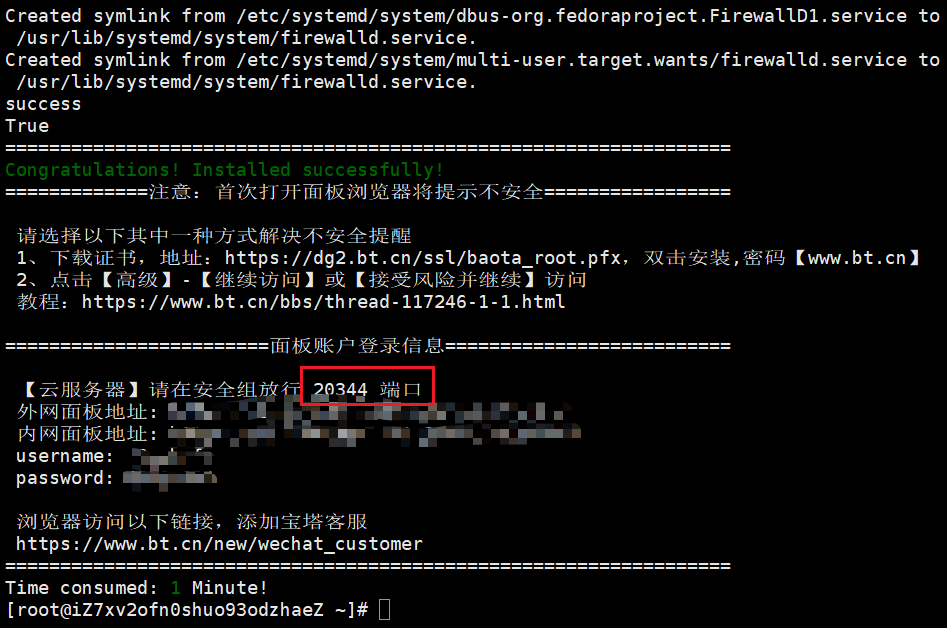 Created symlink from /etc/systemd/system/dbus-org.fedoraproject.FirewallD1.service to
/usr/lib/systemd/system/firewalld.service.
Created symlink from /etc/systemd/system/multi-user.target.wants/firewalld.service to
/usr/lib/systemd/system/firewalld.service.
success
True
==================================================================
Congratulations! Installed successfully!
=============注意：首次打开面板浏览器将提示不安全=================
请选择以下其中一种方式解决不安全提醒
1、下载证书，地址：https://dg2.bt.cn/ssl/baota_root.pfx，双击安装,密码【www.bt.cn】
2、点击【高级】-【继续访问】或【接受风险并继续】访问
教程：https://www.bt.cn/bbs/thread-117246-1-1.html
========================面板账户登录信息==========================
【云服务器】请在安全组放行 20344 端口
外网面板地址:
内网面板地址:
username:
password:
浏览器访问以下链接，添加宝塔客服
https://www.bt.cn/new/wechat_customer
==================================================================
Time consumed: 1 Minute!
[root@iZ7xv2ofn0shuo93odzhaeZ ~]#